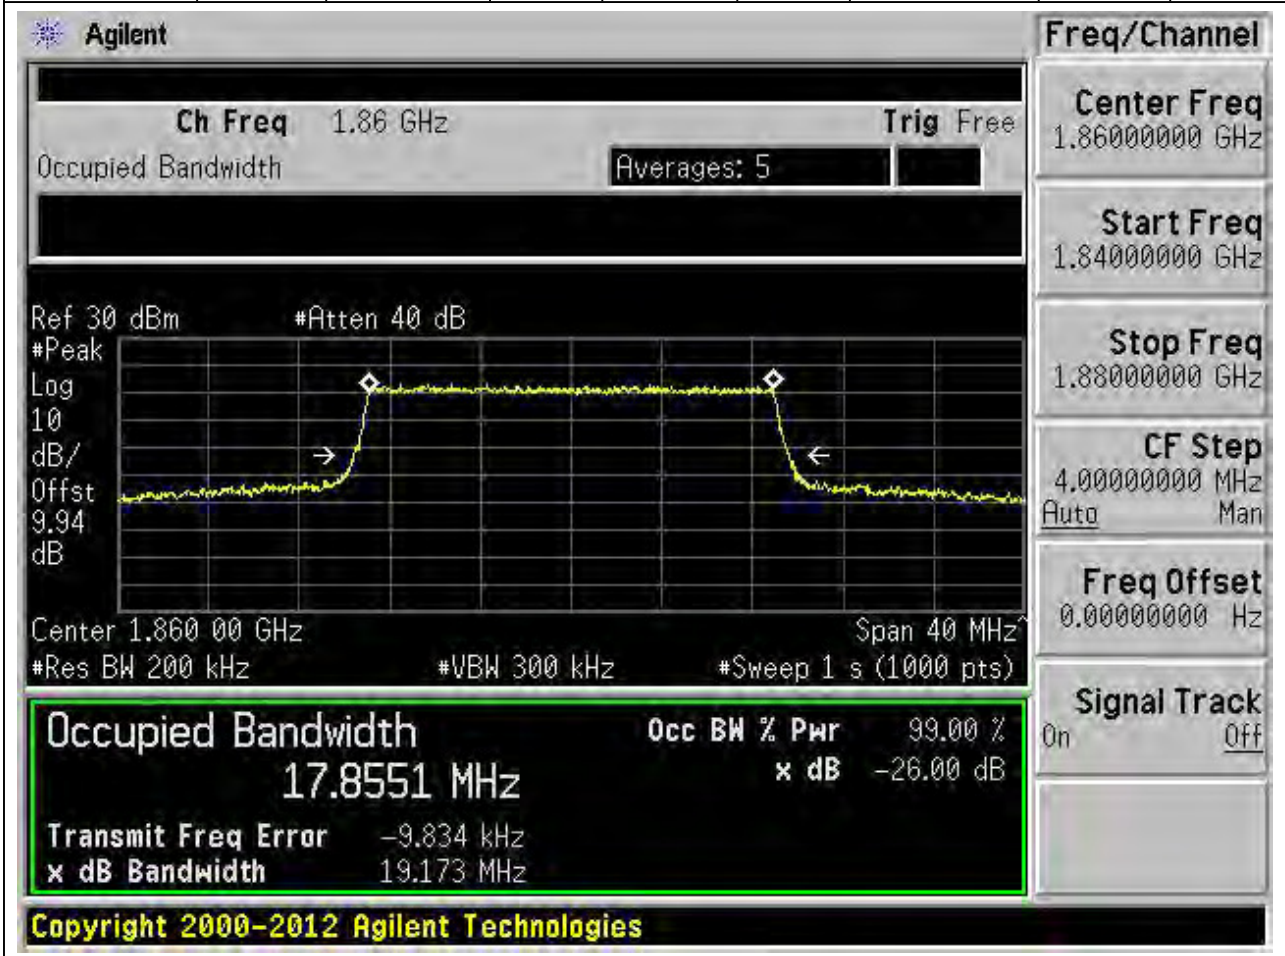 Agilent
Freq/Channel
Ch Freq 1.86 GHz Trig Free
Occupied Bandwidth Averages: 5
Center Freq
1.86000000 GHz
Start Freq
1.84000000 GHz
Stop Freq
1.88000000 GHz
CF Step
4.00000000 MHz
Auto Man
Freq Offset
0.00000000 Hz
Signal Track
On Off
Ref 30 dBm #Atten 40 dB
#Peak
Log
10
dB/
Offst
9.94
dB
Center 1.860 00 GHz Span 40 MHz^
#Res BW 200 kHz #VBW 300 kHz #Sweep 1 s (1000 pts)
Occupied Bandwidth Occ BW % Pwr 99.00 %
17.8551 MHz x dB -26.00 dB
Transmit Freq Error -9.834 kHz
x dB Bandwidth 19.173 MHz
Copyright 2000-2012 Agilent Technologies